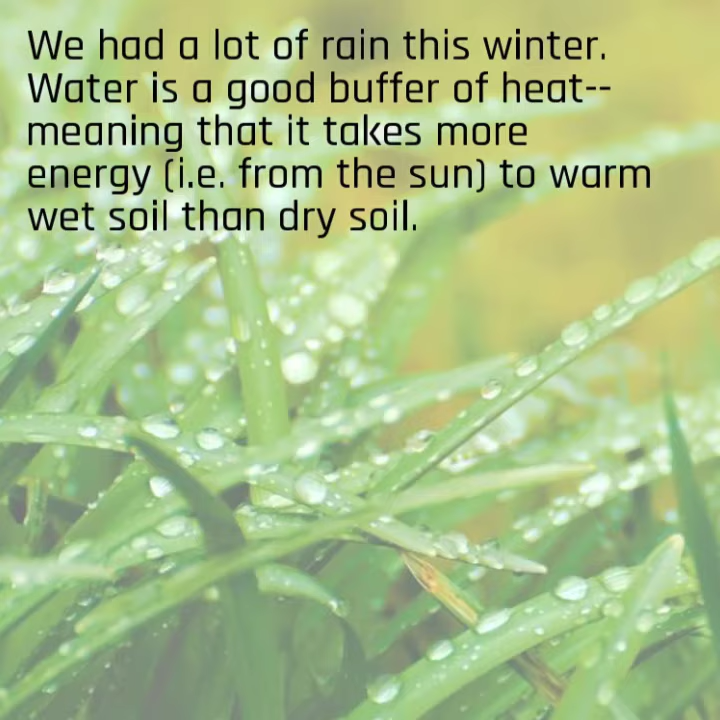 We had a lot of rain this winter.
Water is a good buffer of heat--
meaning that it takes more
energy (i.e. from the sun) to warm
wet soil than dry soil.